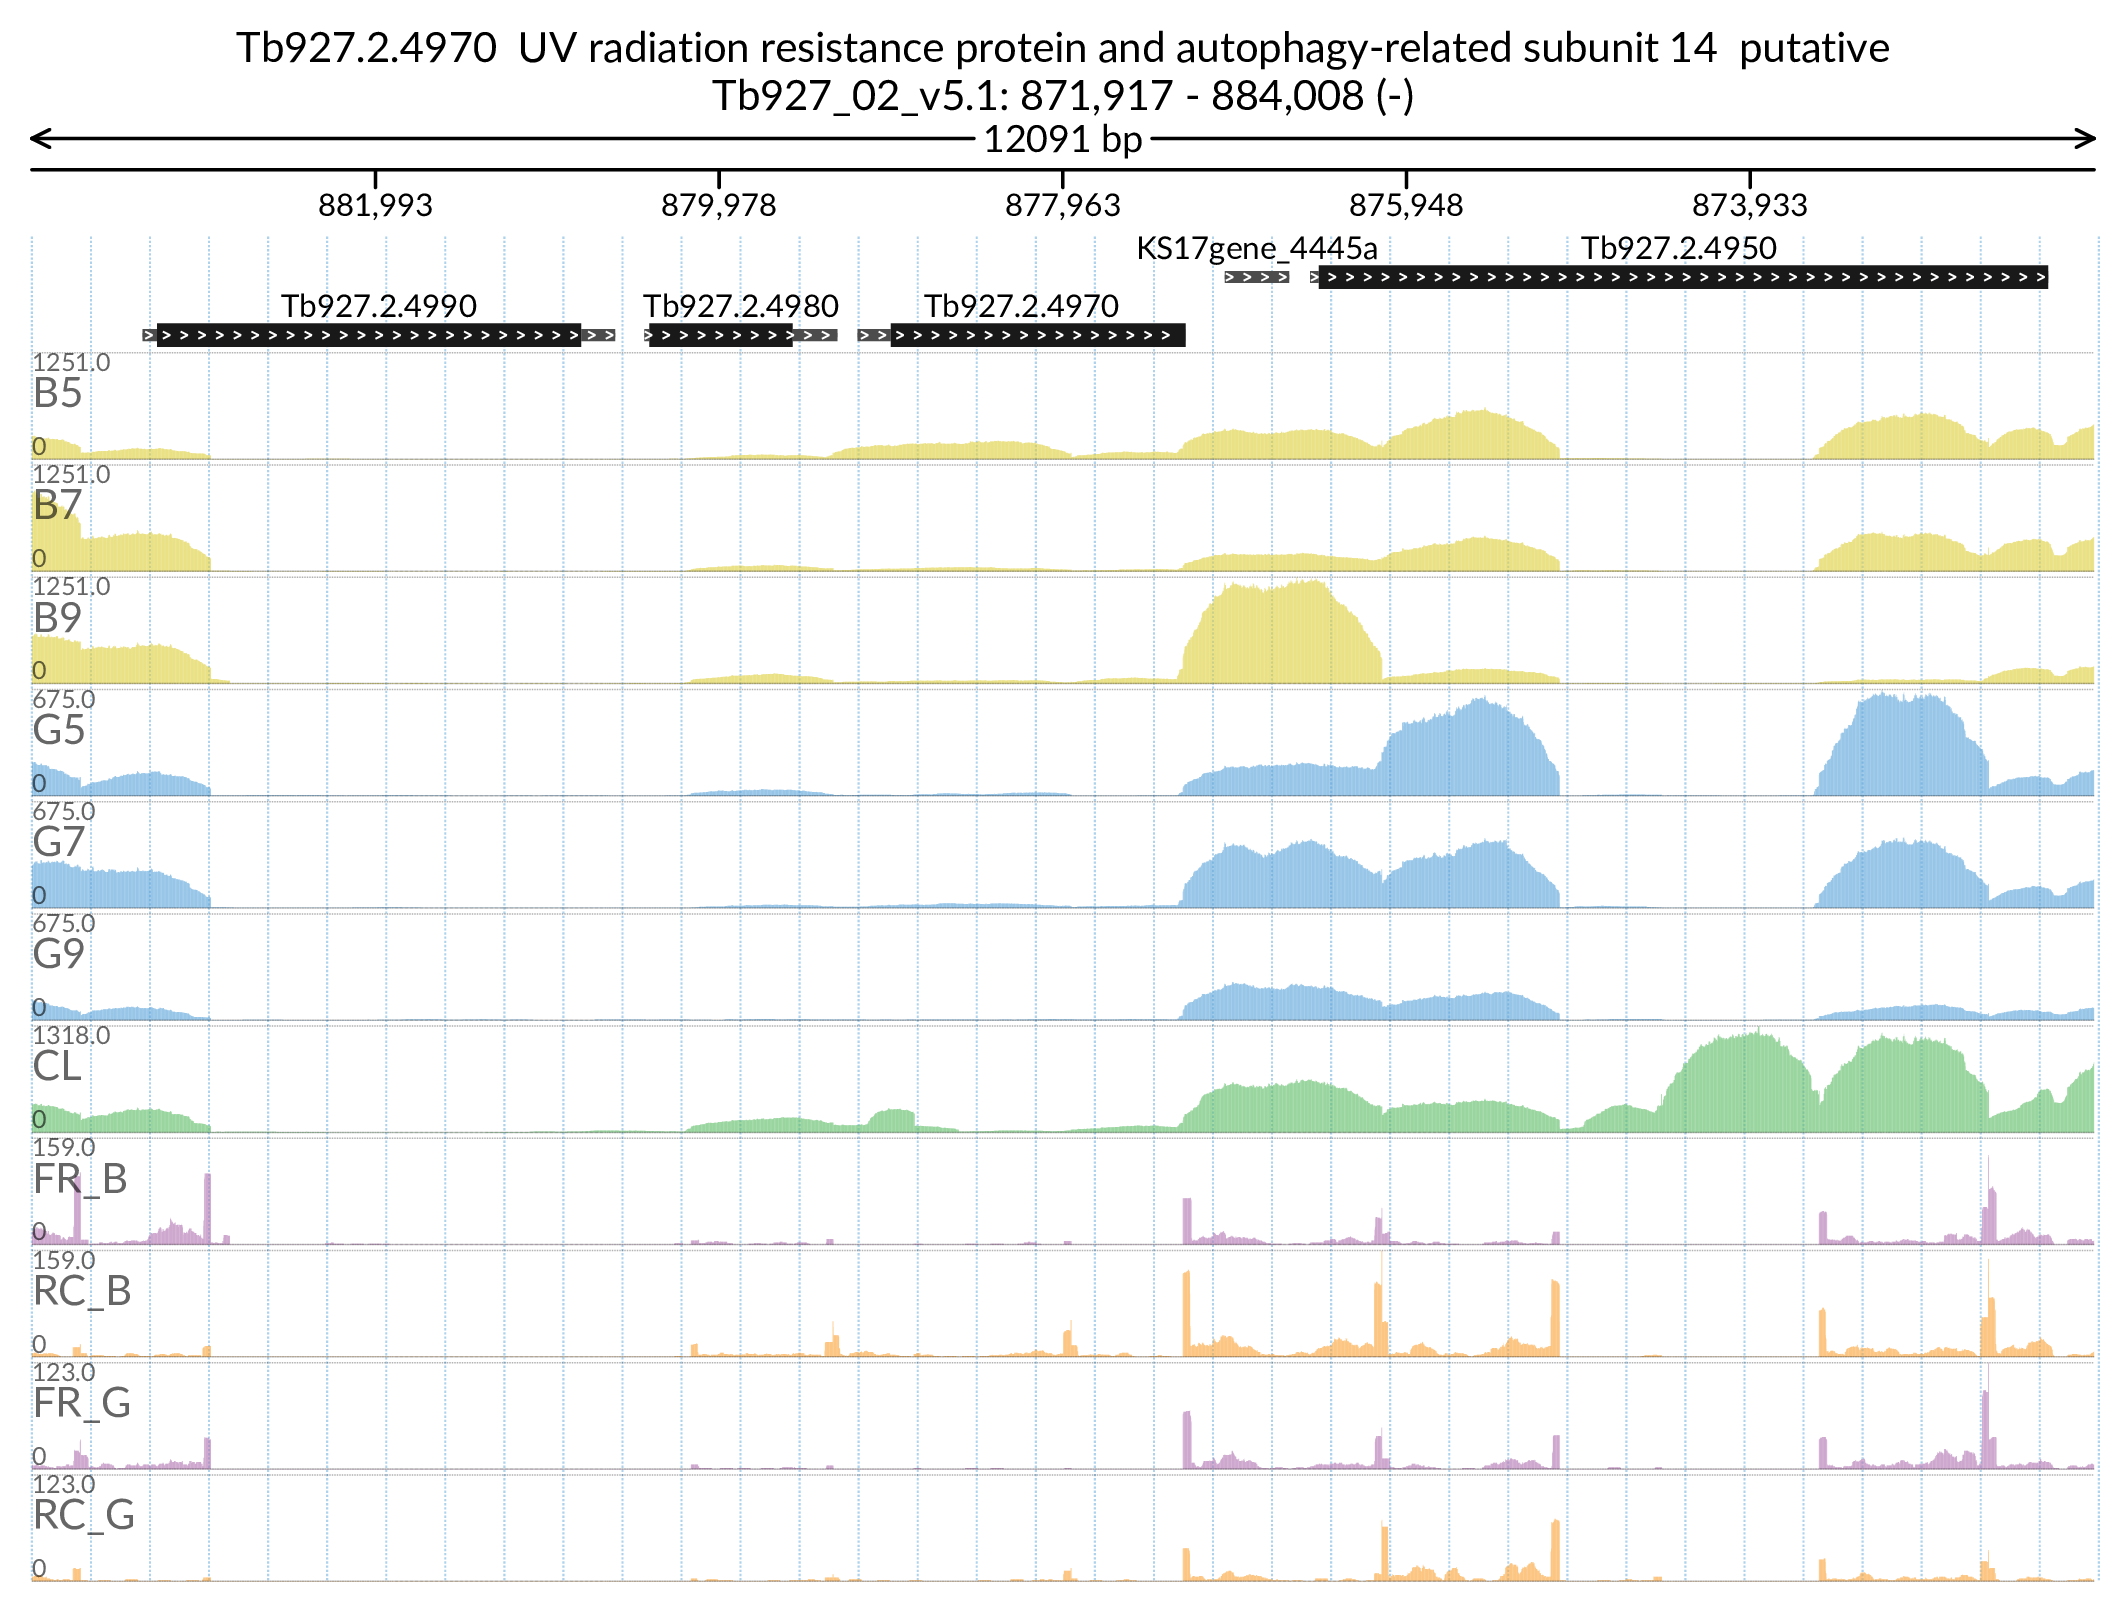 Tb927.2.4970  UV radiation resistance protein and autophagy-related subunit 14  putative
Tb927_02_v5.1: 871,917 - 884,008 (-)
12091 bp
881,993 879,978 877,963 875,948 873,933
KS17gene_4445a Tb927.2.4950
Tb927.2.4990 Tb927.2.4980 Tb927.2.4970
1251.0
B5
0
1251.0
B7
0
1251.0
B9
0
675.0
G5
0
675.0
G7
0
675.0
G9
0
1318.0
CL
0
159.0
FR_B
0
159.0
RC_B
0
123.0
FR_G
0
123.0
RC_G
0